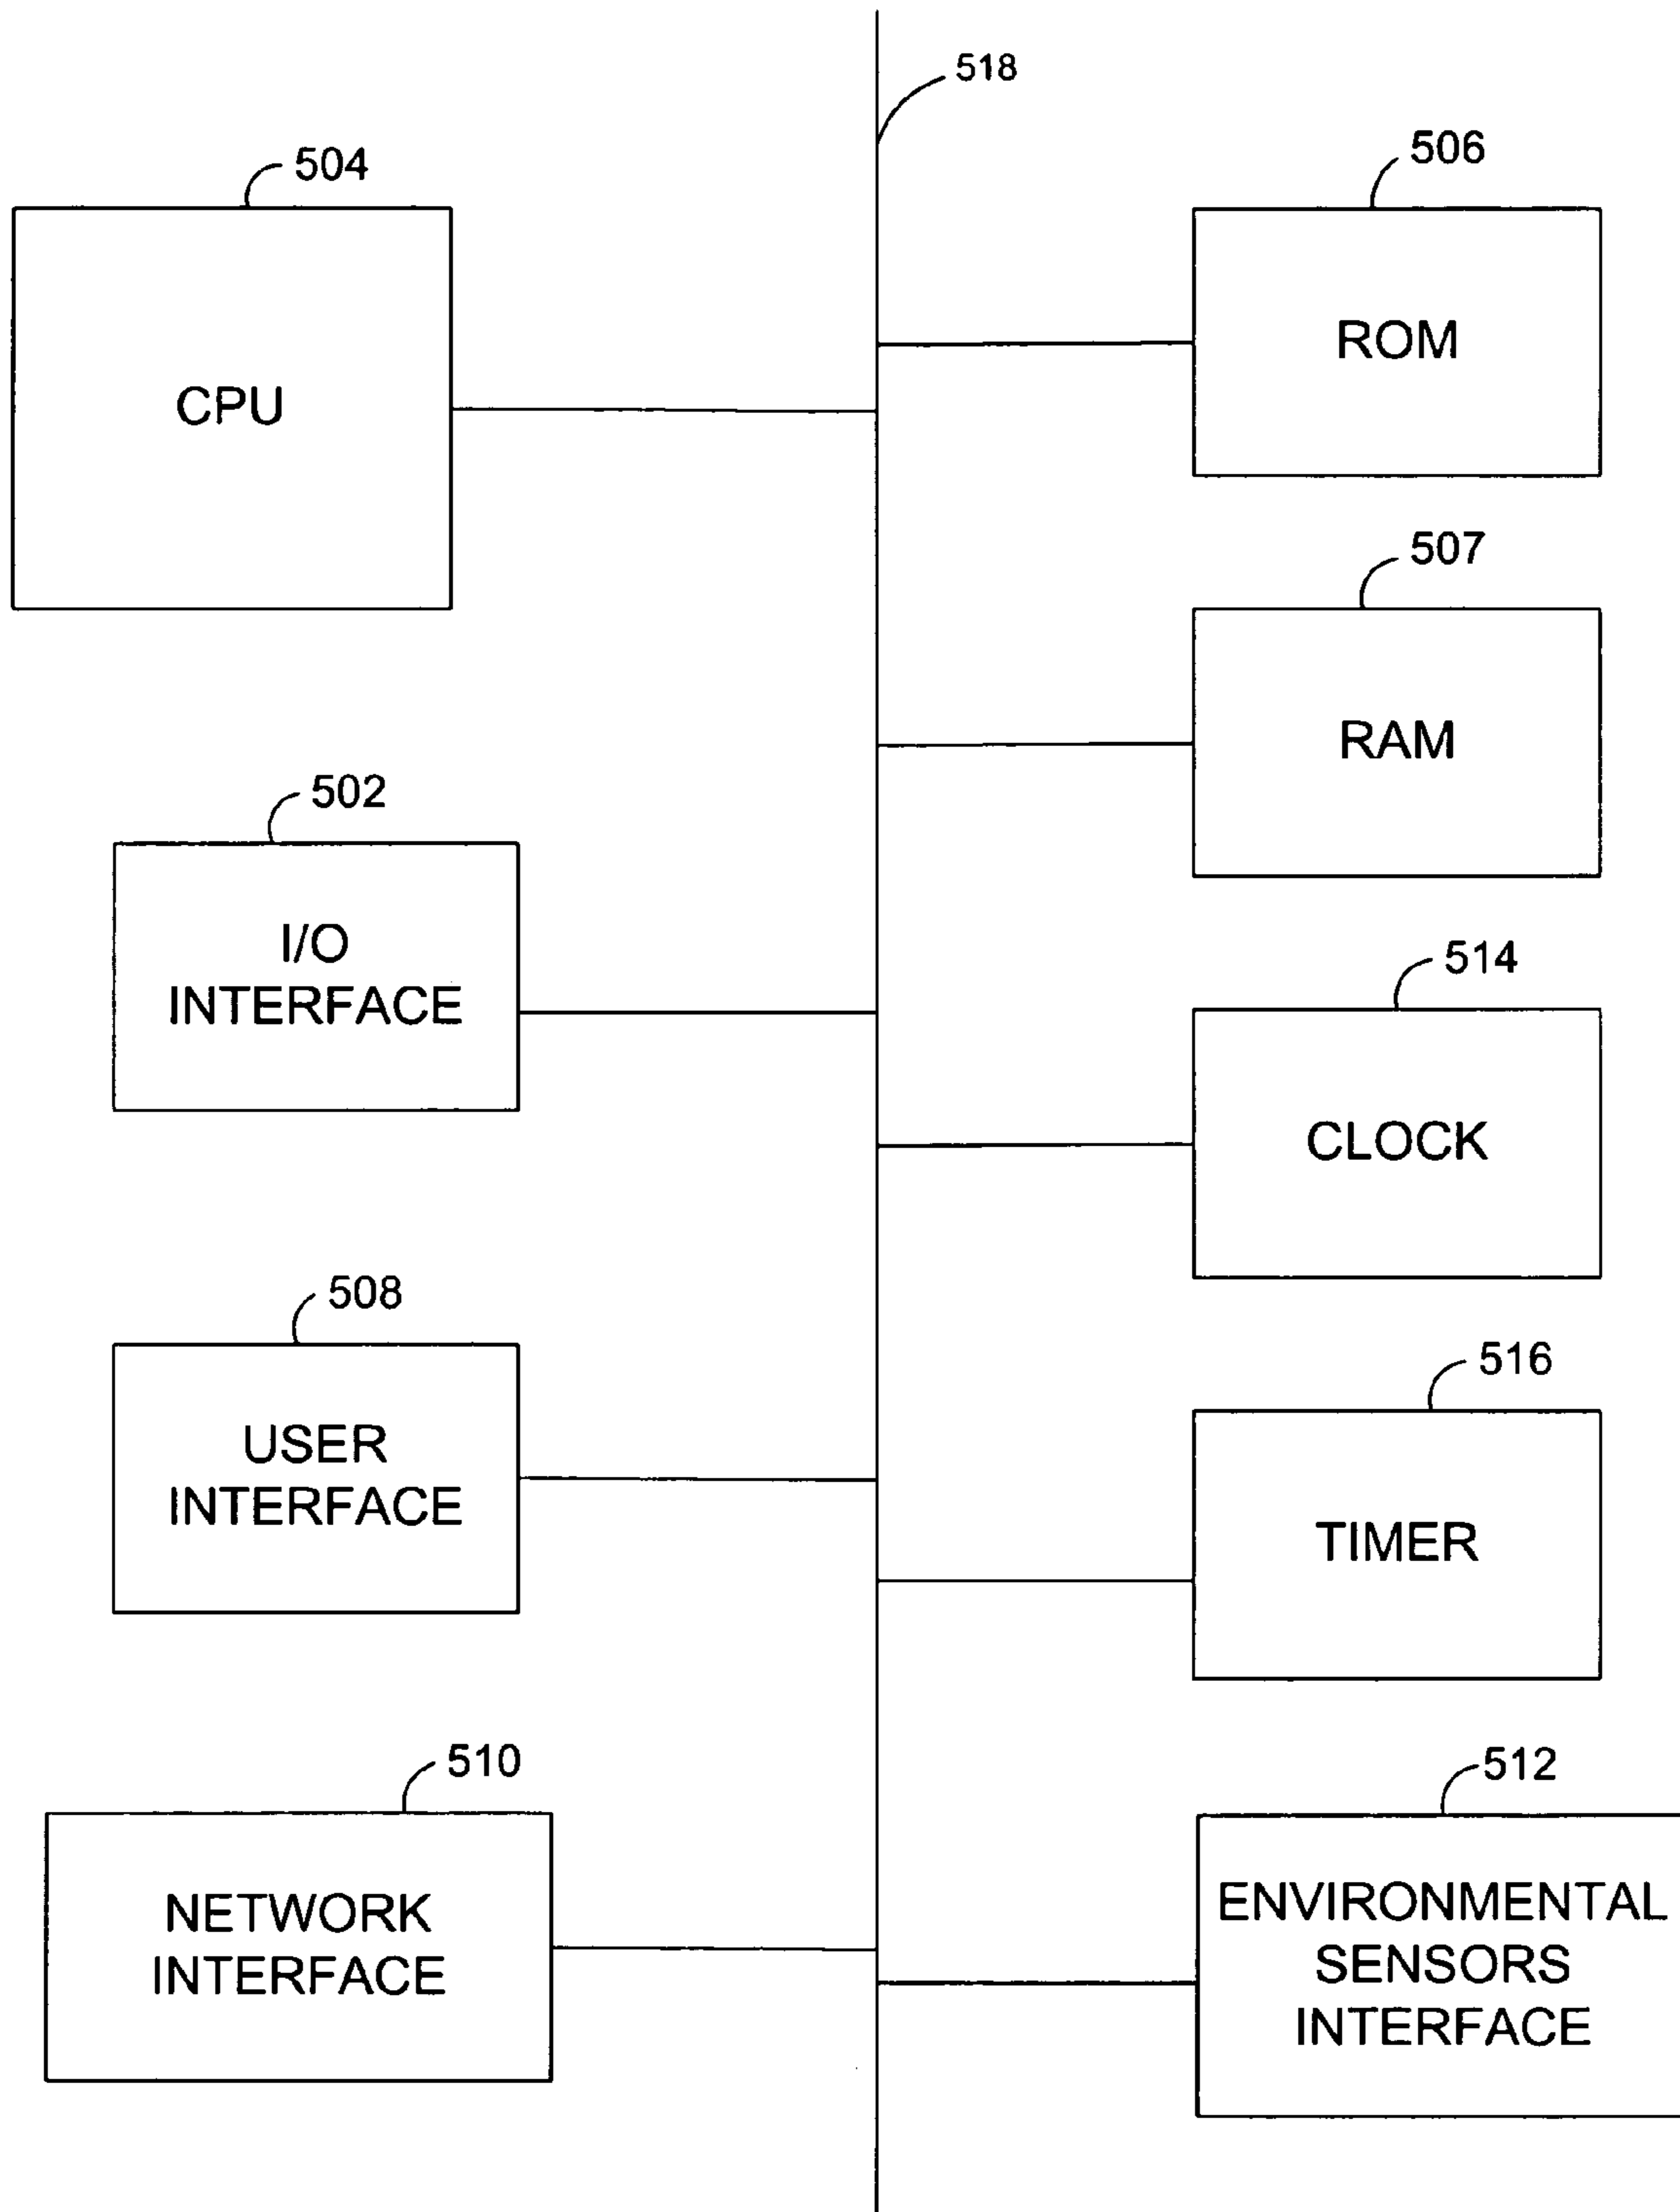 518
504
CPU
506
ROM
507
RAM
502
I/O
INTERFACE
514
CLOCK
508
USER
INTERFACE
516
TIMER
510
NETWORK
INTERFACE
512
ENVIRONMENTAL
SENSORS
INTERFACE